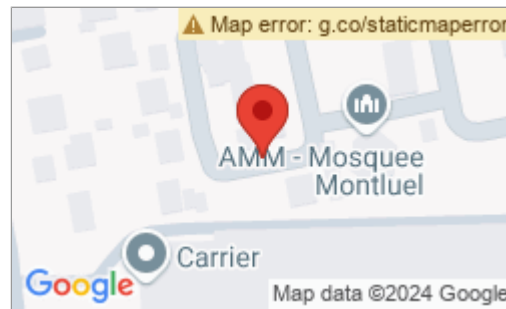 Map error: g.co/staticmaperror
AMM - Mosquee
Montluel
Carrier
Google
Map data ©2024 Google